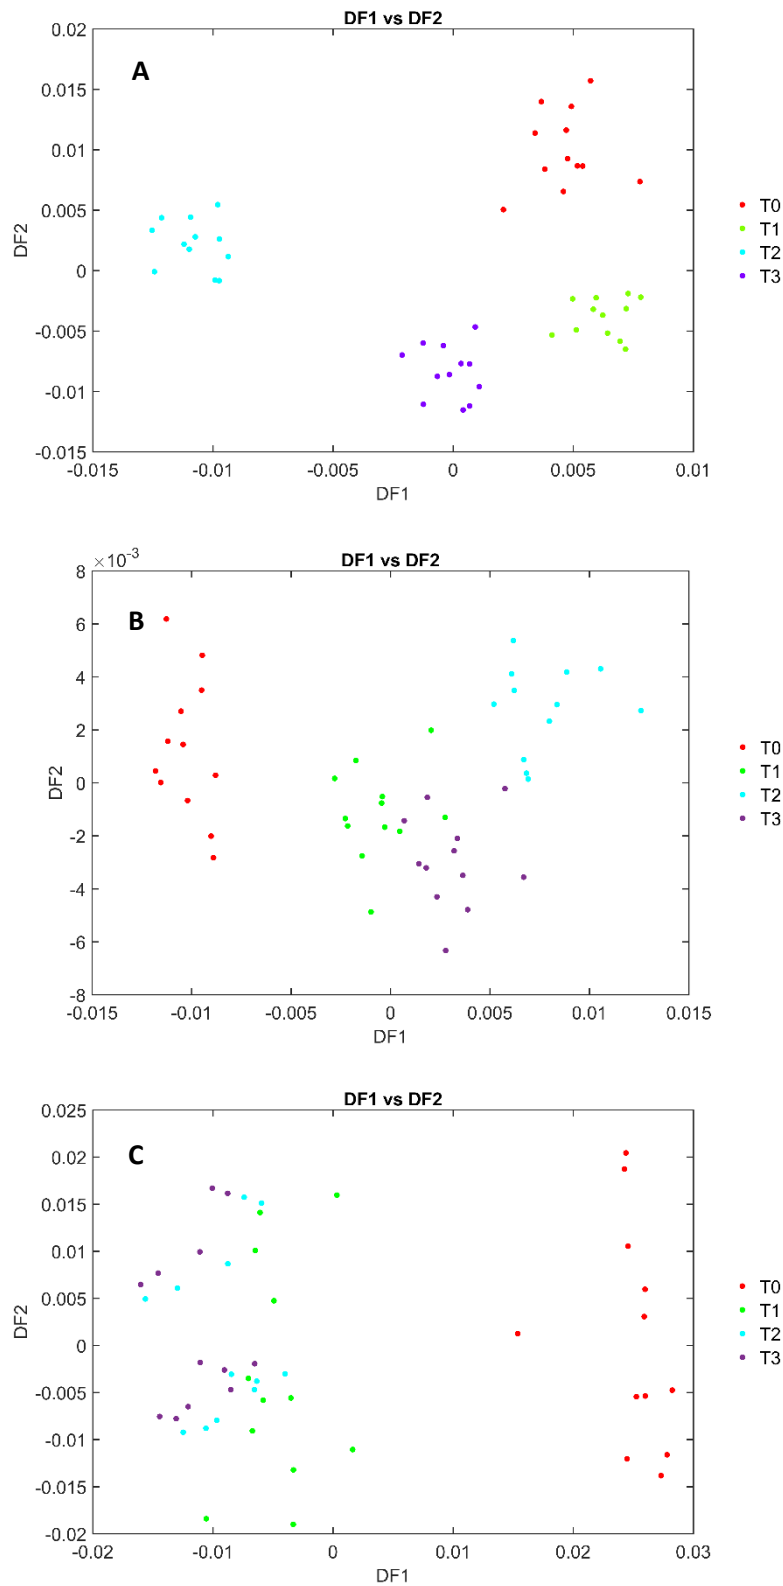 DF1 vs DF2
A
0.02
0.015
0.01
0.005
0
-0.005
-0.01
-0.015
DF2
-0.015 -0.01 -0.005 0 0.005 0.01
DF1
T0
T1
T2
T3
DF1 vs DF2
×10-3
B
8
6
4
2
0
-2
-4
-6
-8
DF2
-0.015 -0.01 -0.005 0 0.005 0.01 0.015
DF1
T0
T1
T2
T3
DF1 vs DF2
C
0.025
0.02
0.015
0.01
0.005
0
-0.005
-0.01
-0.015
-0.02
DF2
-0.02 -0.01 0 0.01 0.02 0.03
DF1
T0
T1
T2
T3